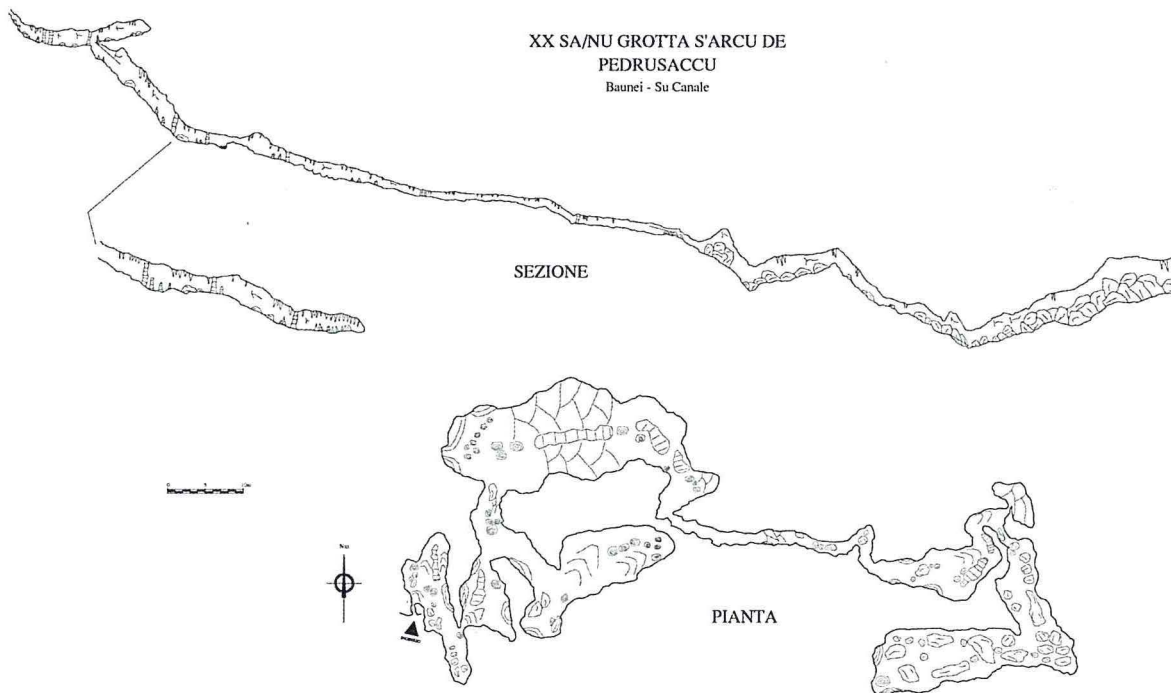 XX SA/NU GROTTA S'ARCU DE
PEDRUSACCU
Baunei - Su Canale
SEZIONE
PIANTA